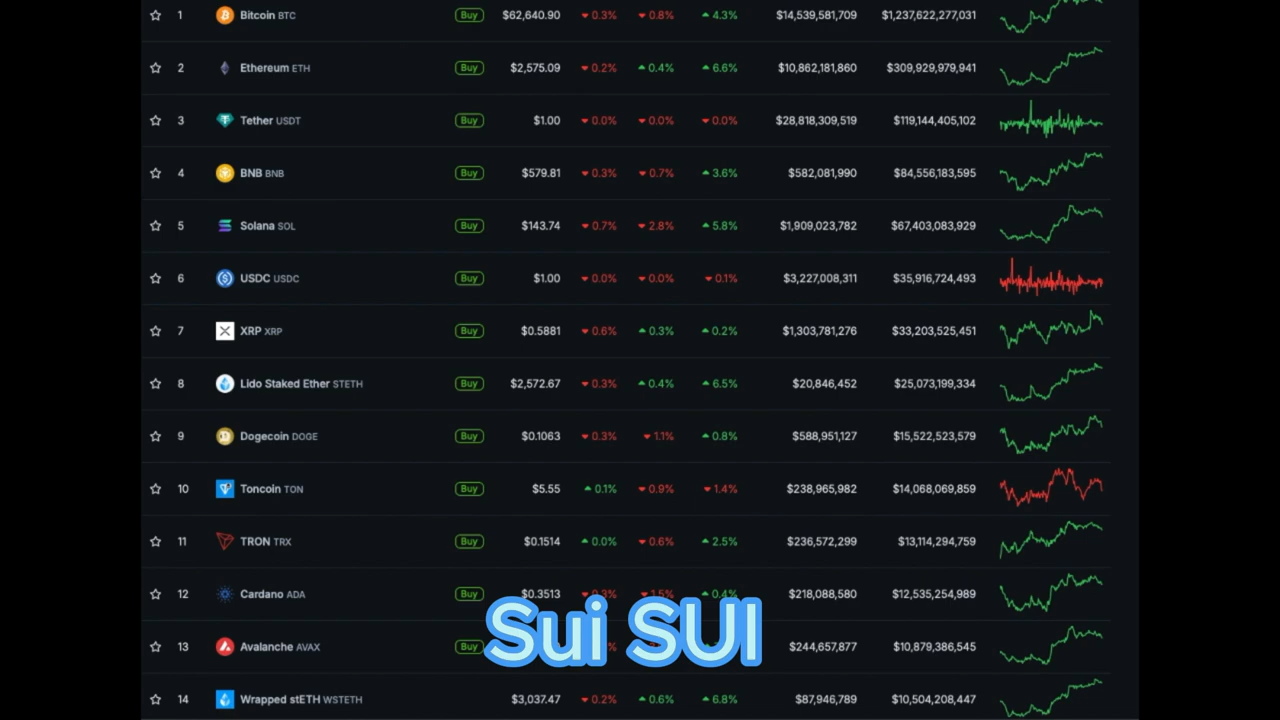 1 Bitcoin BTC Buy $62,640.90 0.3% 0.8% 4.3% $14,539,581,709 $1,237,622,277,031
2 Ethereum ETH Buy $2,575.09 0.2% 0.4% 6.6% $10,862,181,860 $309,929,979,941
3 Tether USDT Buy $1.00 0.0% 0.0% 0.0% $28,818,309,519 $119,144,405,102
4 BNB BNB Buy $579.81 0.3% 0.7% 3.6% $582,081,990 $84,556,183,595
5 Solana SOL Buy $143.74 0.7% 2.8% 5.8% $1,909,023,782 $67,403,083,929
6 USDC USDC Buy $1.00 0.0% 0.0% 0.1% $3,227,008,311 $35,916,724,493
7 XRP XRP Buy $0.5881 0.6% 0.3% 0.2% $1,303,781,276 $33,203,525,451
8 Lido Staked Ether STETH Buy $2,572.67 0.3% 0.4% 6.5% $20,846,452 $25,073,199,334
9 Dogecoin DOGE Buy $0.1063 0.3% 1.1% 0.8% $588,951,127 $15,522,523,579
10 Toncoin TON Buy $5.55 0.1% 0.9% 1.4% $238,965,982 $14,068,069,859
11 TRON TRX Buy $0.1514 0.0% 0.6% 2.5% $236,572,299 $13,114,294,759
12 Cardano ADA Buy $0.3513 0.3% 1.5% 0.4% $218,088,580 $12,535,254,989
Sui SUI
13 Avalanche AVAX Buy $244,657,877 $10,879,386,545
14 Wrapped stETH WSTETH $3,037.47 0.2% 0.6% 6.8% $87,946,789 $10,504,208,447